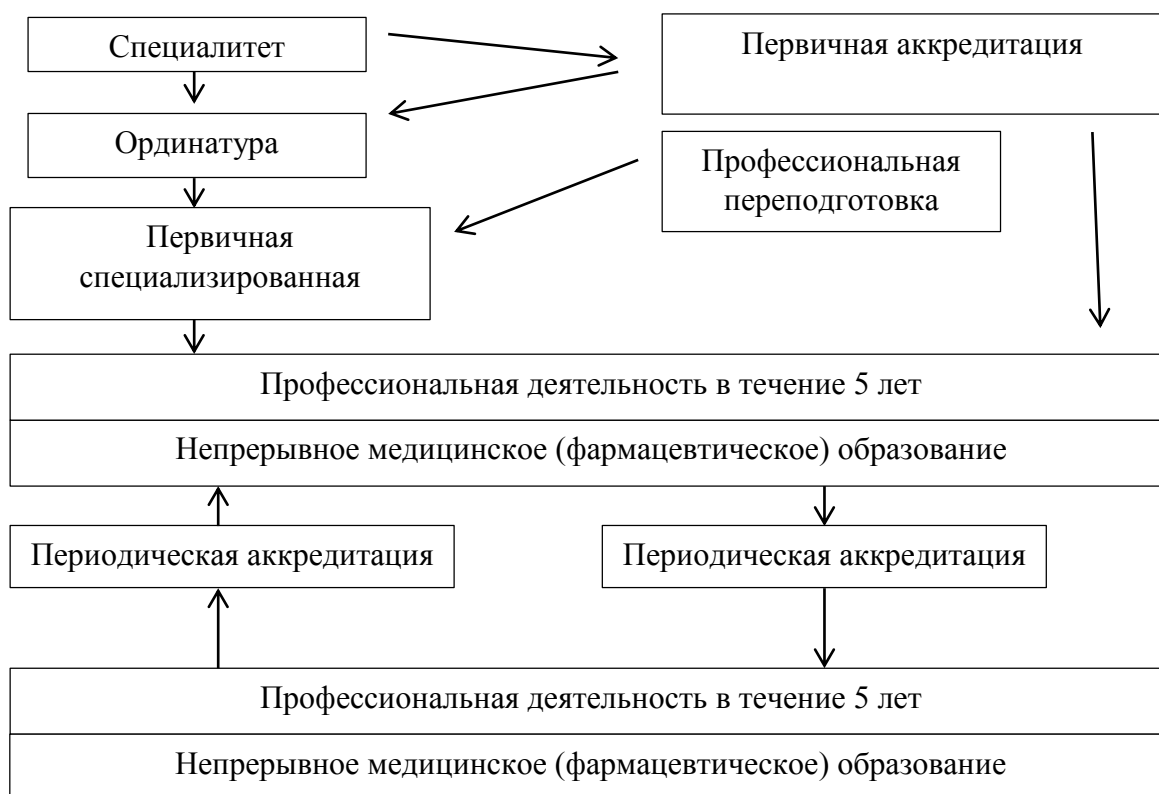 Специалитет
Первичная аккредитация
Ординатура
Профессиональная
переподготовка
Первичная
специализированная
Профессиональная деятельность в течение 5 лет
Непрерывное медицинское (фармацевтическое) образование
Периодическая аккредитация
Периодическая аккредитация
Профессиональная деятельность в течение 5 лет
Непрерывное медицинское (фармацевтическое) образование